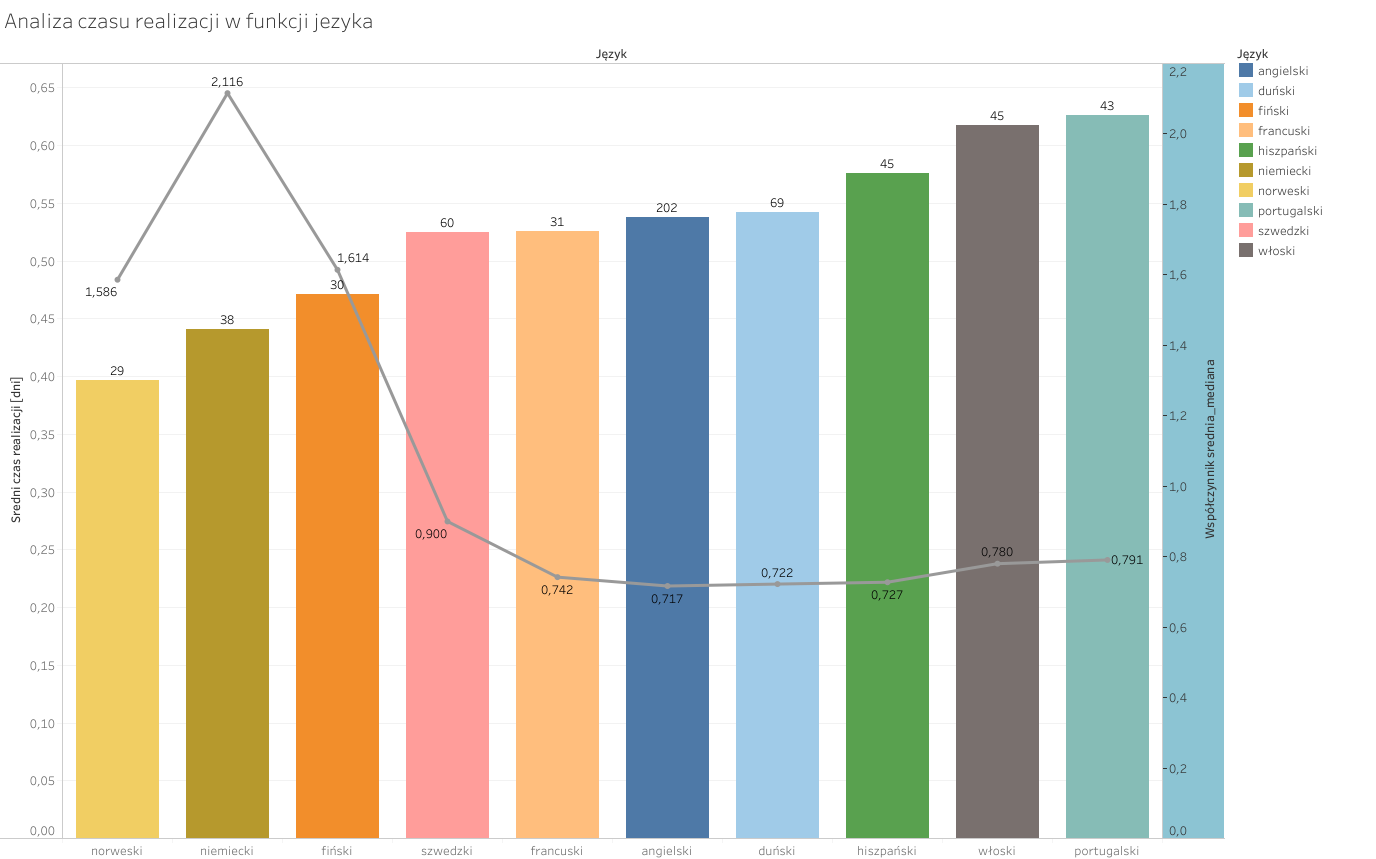 Analiza czasu realizacji w funkcji jezyka
Język
Sredni czas realizacji [dni]
0,65
0,60
0,55
0,50
0,45
0,40
0,35
0,30
0,25
0,20
0,15
0,10
0,05
0,00
29
38
30
60
31
202
69
45
45
43
1,586
2,116
1,614
0,900
0,742
0,717
0,722
0,727
0,780
0,791
norweski
niemiecki
fiński
szwedzki
francuski
angielski
duński
hiszpański
włoski
portugalski
2,2
2,0
1,8
1,6
1,4
1,2
1,0
0,8
0,6
0,4
0,2
0,0
Współczynnik srednia_mediana
Język
angielski
duński
fiński
francuski
hiszpański
niemiecki
norweski
portugalski
szwedzki
włoski